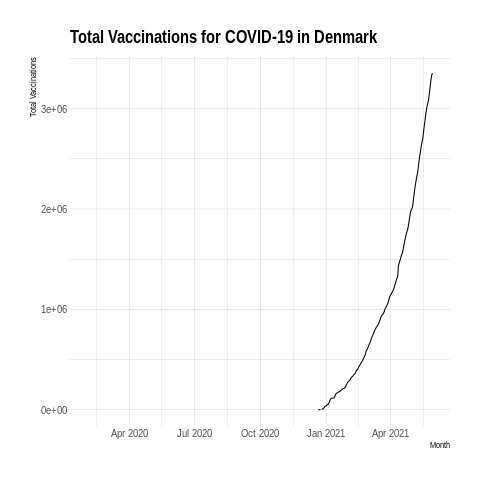 Total Vaccinations for COVID-19 in Denmark
Total Vaccinations
3e+06
2e+06
1e+06
0e+00
Apr 2020 Jul 2020 Oct 2020 Jan 2021 Apr 2021
Month